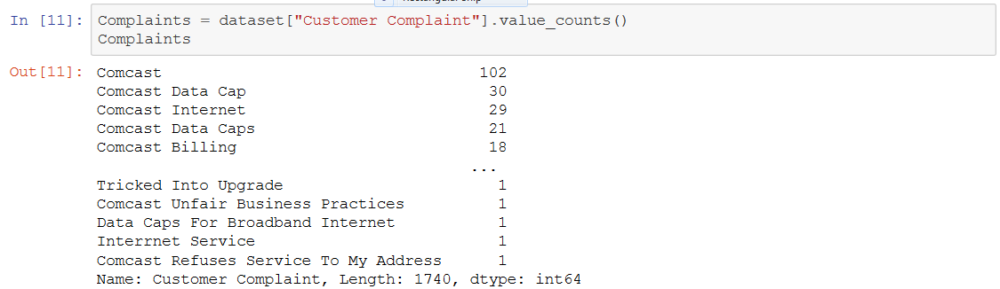 In [11]: Complaints = dataset["Customer Complaint"].value_counts()
Complaints
Out[11]: Comcast 102
Comcast Data Cap 30
Comcast Internet 29
Comcast Data Caps 21
Comcast Billing 18
...
Tricked Into Upgrade 1
Comcast Unfair Business Practices 1
Data Caps For Broadband Internet 1
Interrnet Service 1
Comcast Refuses Service To My Address 1
Name: Customer Complaint, Length: 1740, dtype: int64